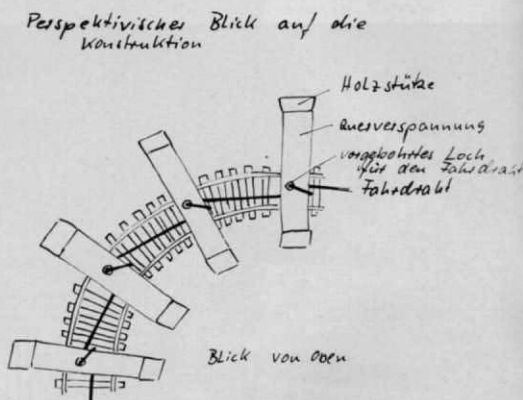 Perspektivischer Blick auf die
Konstruktion
Holzstütze
Querverspannung
vorgebohrtes Loch
für den Fahrdraht
Fahrdraht
Blick von Oben